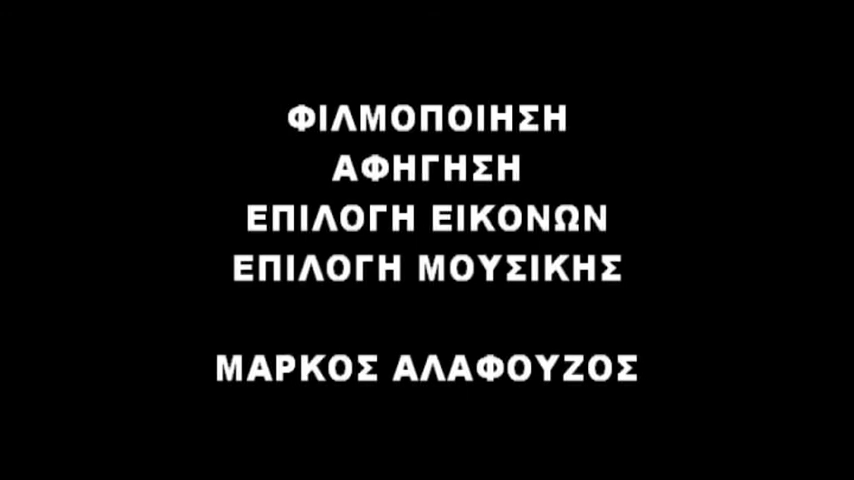 ΦΙΛΜΟΠΟΙΗΣΗ
ΑΦΗΓΗΣΗ
ΕΠΙΛΟΓΗ ΕΙΚΟΝΩΝ
ΕΠΙΛΟΓΗ ΜΟΥΣΙΚΗΣ
ΜΑΡΚΟΣ ΑΛΑΦΟΥΖΟΣ